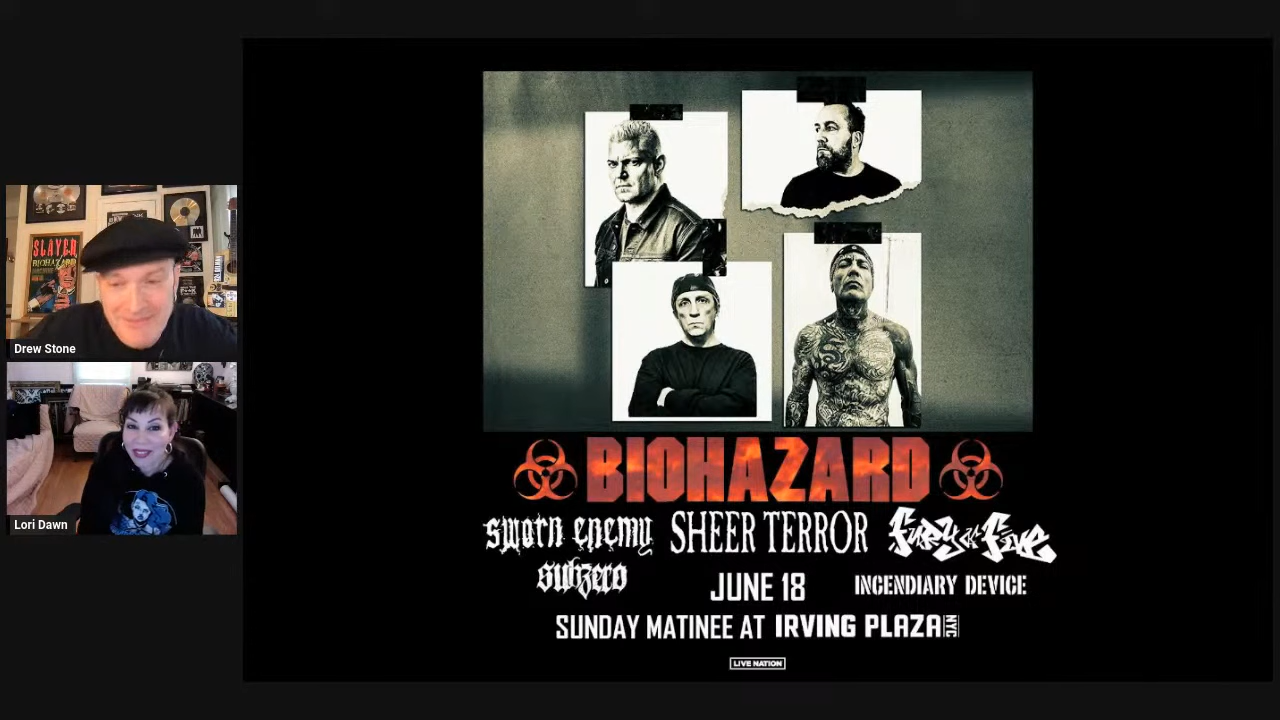 SLAYER
BIOHAZARD
Drew Stone
Lori Dawn
BIOHAZARD
sworn enemy SHEER TERROR Fury of Five
subzero JUNE 18 INCENDIARY DEVICE
SUNDAY MATINEE AT IRVING PLAZA NYC
LIVE NATION